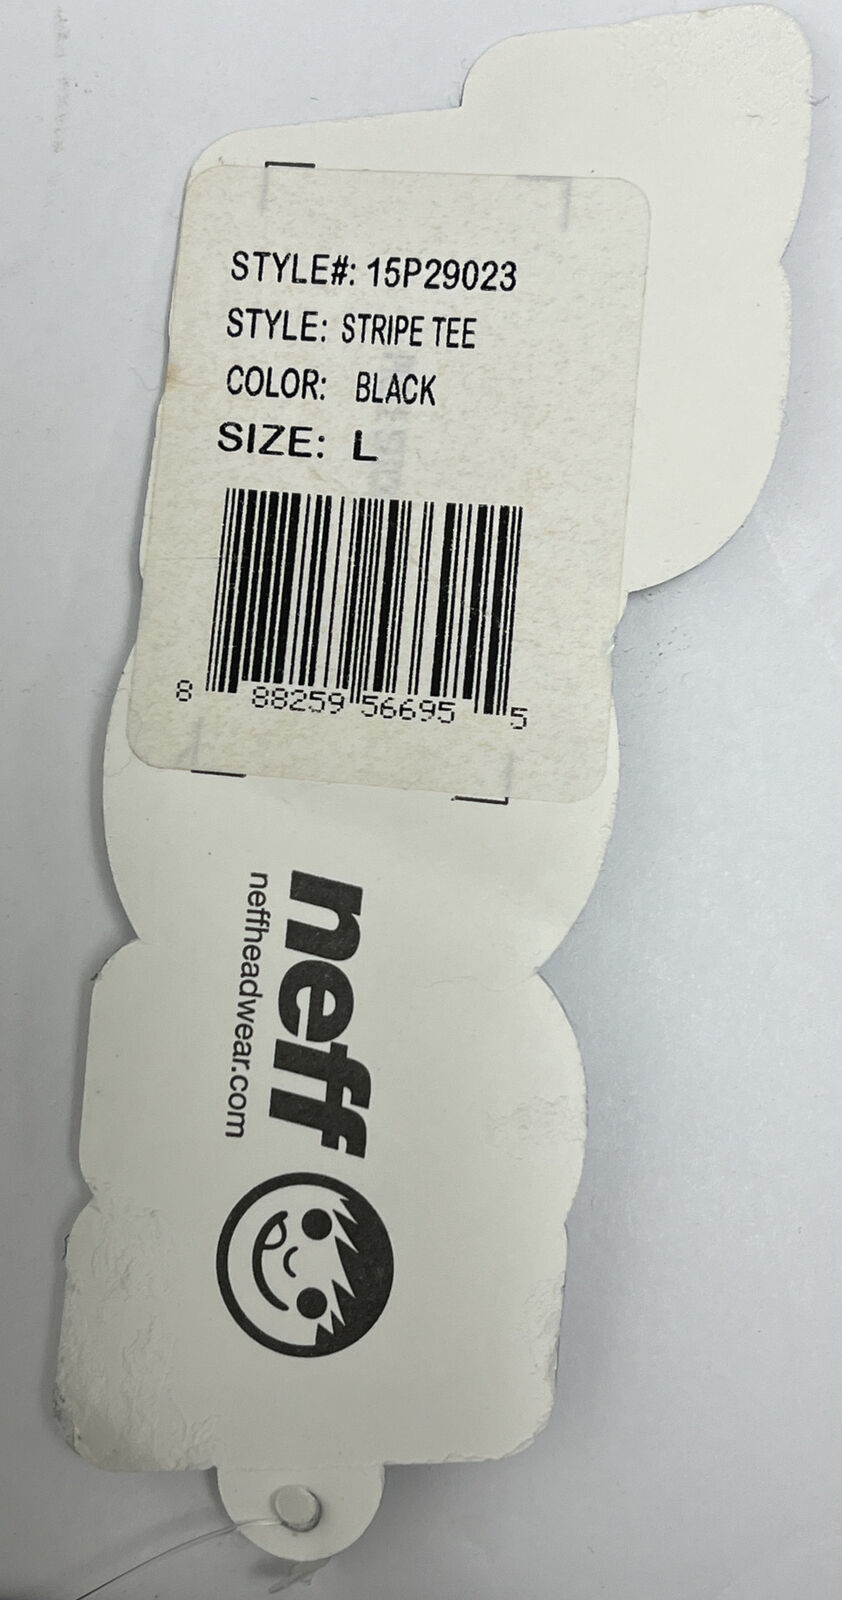 STYLE#: 15P29023
STYLE: STRIPE TEE
COLOR: BLACK
SIZE: L
8 88259 56695 5
neff
neffheadwear.com